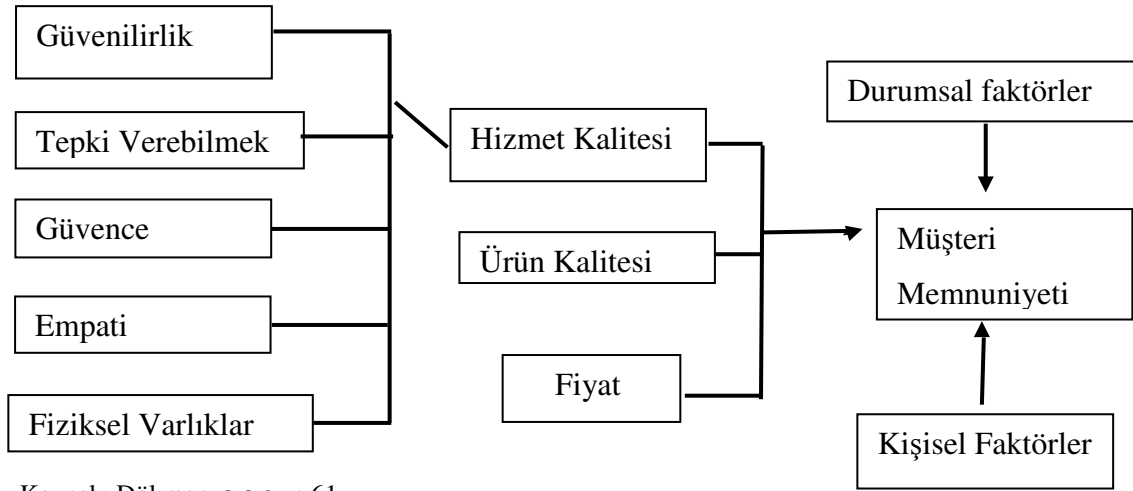 Güvenilirlik
Tepki Verebilmek
Güvence
Empati
Fiziksel Varlıklar
Hizmet Kalitesi
Ürün Kalitesi
Fiyat
Durumsal faktörler
Müşteri
Memnuniyeti
Kişisel Faktörler